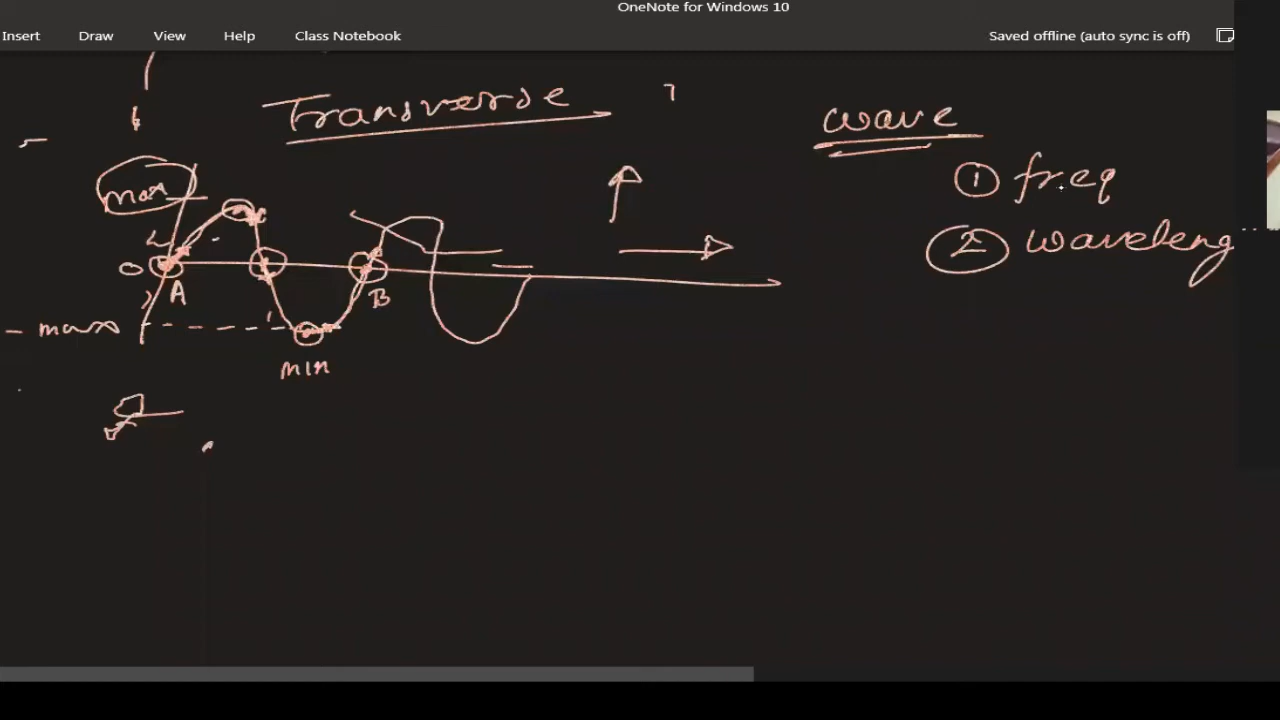 OneNote for Windows 10
Insert Draw View Help Class Notebook Saved offline (auto sync is off)
Transverse
wave
max
1 freq
2 waveleng
O
A
B
- max
min